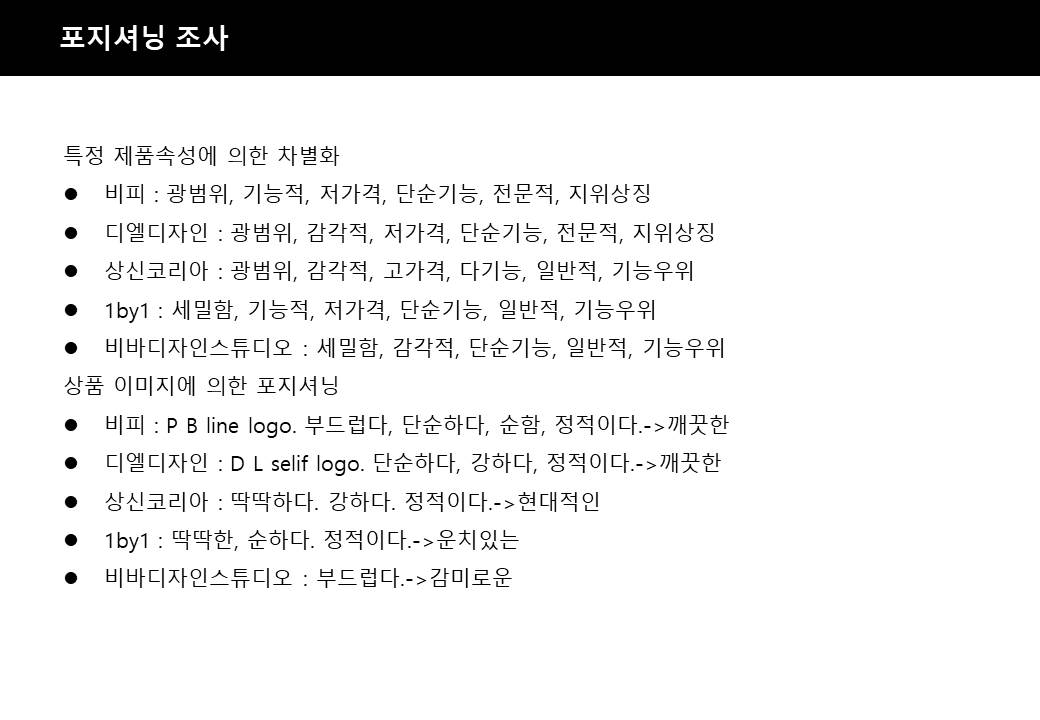 포지셔닝 조사
특정 제품속성에 의한 차별화
● 비피 : 광범위, 기능적, 저가격, 단순기능, 전문적, 지위상징
● 디엘디자인 : 광범위, 감각적, 저가격, 단순기능, 전문적, 지위상징
● 상신코리아 : 광범위, 감각적, 고가격, 다기능, 일반적, 기능우위
● 1by1 : 세밀함, 기능적, 저가격, 단순기능, 일반적, 기능우위
● 비바디자인스튜디오 : 세밀함, 감각적, 단순기능, 일반적, 기능우위
상품 이미지에 의한 포지셔닝
● 비피 : P B line logo. 부드럽다, 단순하다, 순함, 정적이다.->깨끗한
● 디엘디자인 : D L selif logo. 단순하다, 강하다, 정적이다.->깨끗한
● 상신코리아 : 딱딱하다. 강하다. 정적이다.->현대적인
● 1by1 : 딱딱한, 순하다. 정적이다.->운치있는
● 비바디자인스튜디오 : 부드럽다.->감미로운